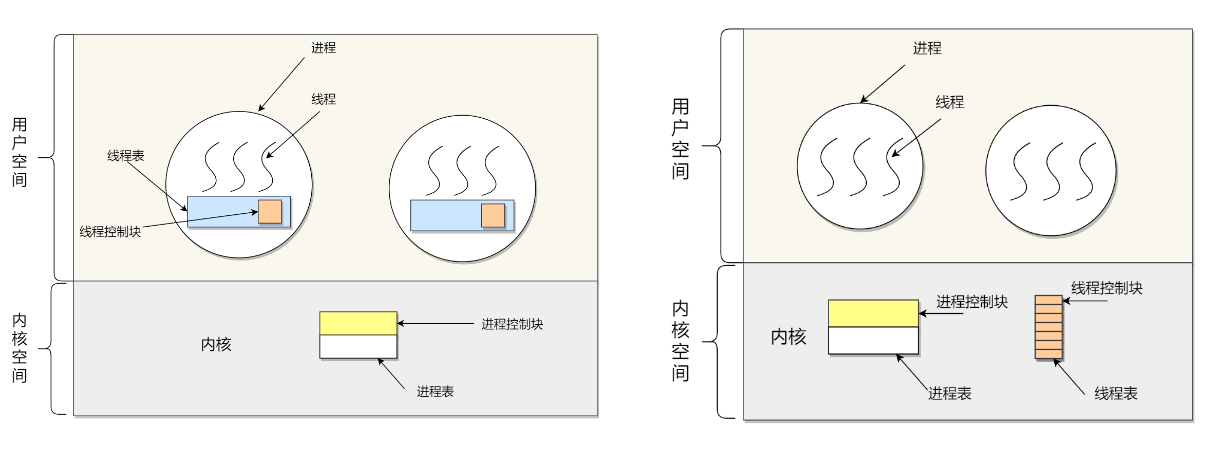 进程
线程
线程表
线程控制块
用户空间
内核
进程控制块
进程表
内核空间
进程
线程
用户空间
线程控制块
进程控制块
内核
进程表
线程表
内核空间